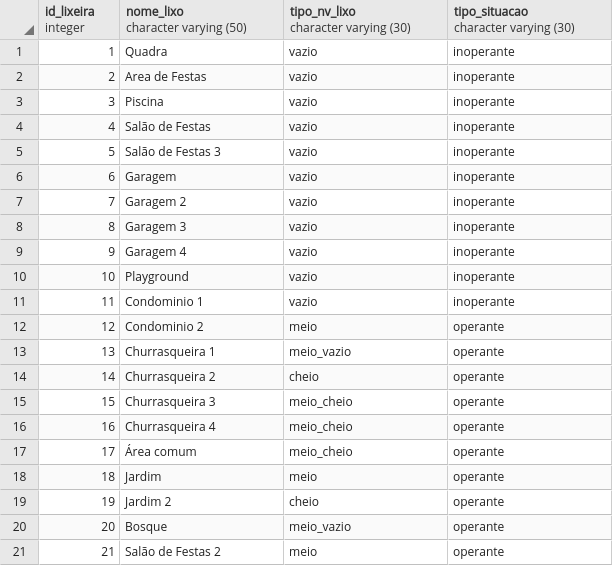 id_lixeira nome_lixo tipo_nv_lixo tipo_situacao
integer character varying (50) character varying (30) character varying (30)
1 1 Quadra vazio inoperante
2 2 Area de Festas vazio inoperante
3 3 Piscina vazio inoperante
4 4 Salão de Festas vazio inoperante
5 5 Salão de Festas 3 vazio inoperante
6 6 Garagem vazio inoperante
7 7 Garagem 2 vazio inoperante
8 8 Garagem 3 vazio inoperante
9 9 Garagem 4 vazio inoperante
10 10 Playground vazio inoperante
11 11 Condominio 1 vazio inoperante
12 12 Condominio 2 meio operante
13 13 Churrasqueira 1 meio_vazio operante
14 14 Churrasqueira 2 cheio operante
15 15 Churrasqueira 3 meio_cheio operante
16 16 Churrasqueira 4 meio_cheio operante
17 17 Área comum meio_cheio operante
18 18 Jardim meio operante
19 19 Jardim 2 cheio operante
20 20 Bosque meio_vazio operante
21 21 Salão de Festas 2 meio operante